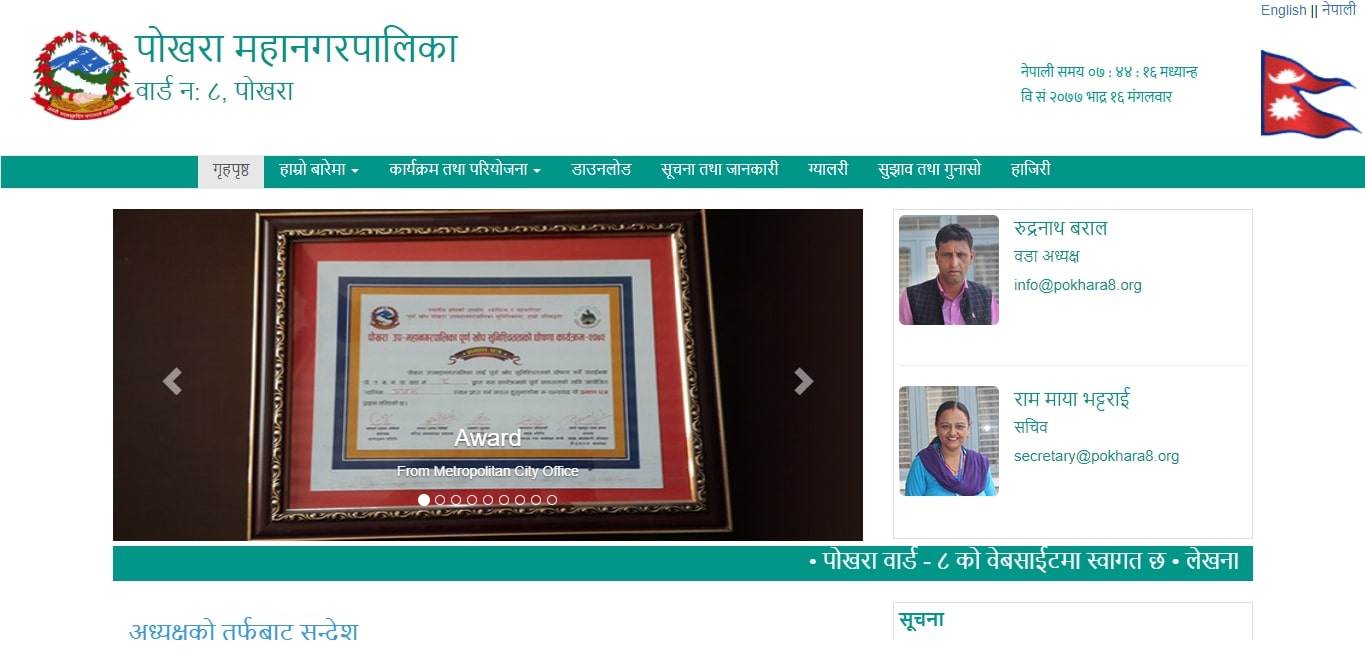 English || नेपाली
पोखरा महानगरपालिका
वार्ड न: ८, पोखरा
नेपाली समय ०७ : ४४ : १६ मध्यान्ह
वि सं २०७७ भाद्र १६ मंगलवार
गृहपृष्ठ हाम्रो बारेमा कार्यक्रम तथा परियोजना डाउनलोड सूचना तथा जानकारी ग्यालरी सुझाव तथा गुनासो हाजिरी
पोखरा उप-महानगरपालिका पूर्ण खोप सुनिश्चितताको घोषणा कार्यक्रम-२०७२
Award
From Metropolitan City Office
रुद्रनाथ बराल
वडा अध्यक्ष
info@pokhara8.org
राम माया भट्टराई
सचिव
secretary@pokhara8.org
• पोखरा वार्ड - ८ को वेबसाईटमा स्वागत छ • लेखना
अध्यक्षको तर्फबाट सन्देश
सूचना